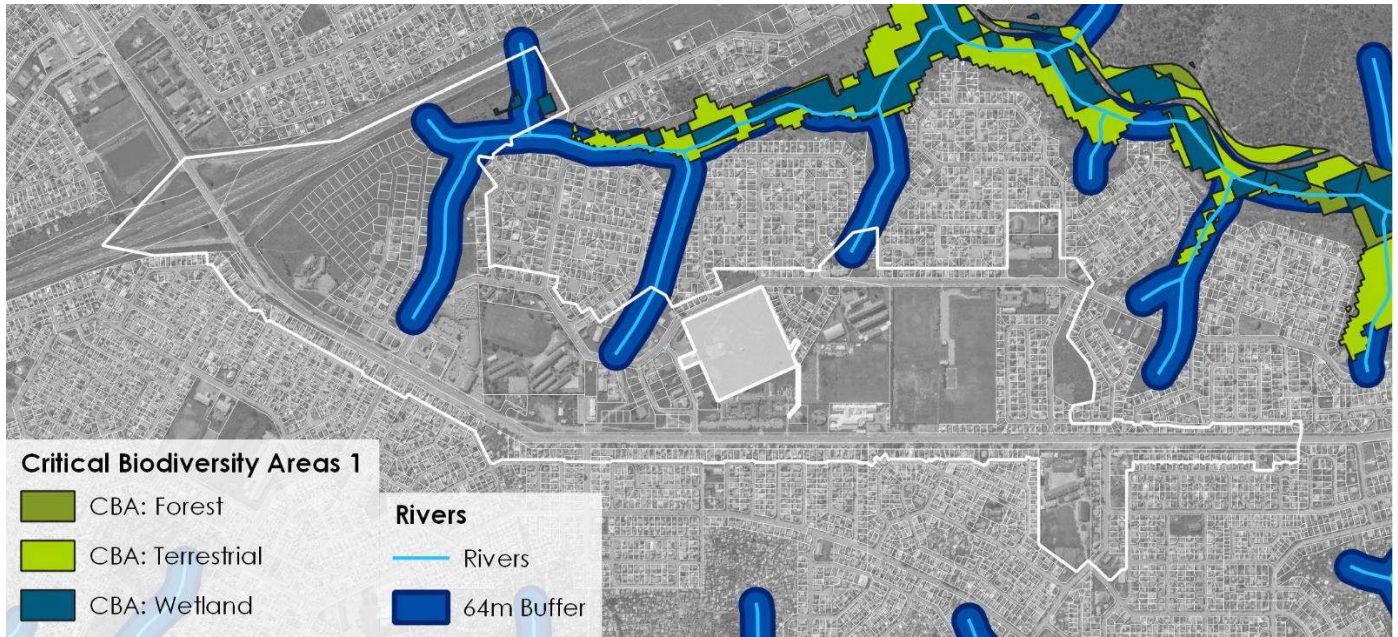 Critical Biodiversity Areas 1
CBA: Forest
CBA: Terrestrial
CBA: Wetland
Rivers
Rivers
64m Buffer